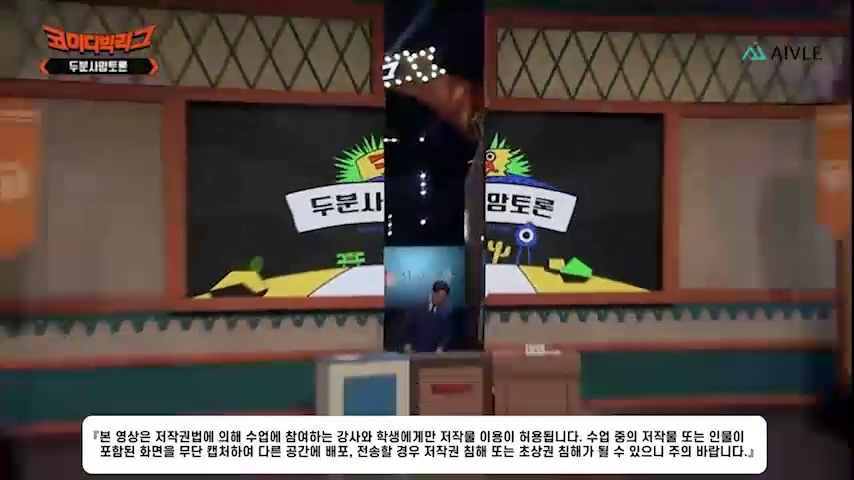 코미디빅리그
두분사망토론
AIVLE
두분사
망토론
『본 영상은 저작권법에 의해 수업에 참여하는 강사와 학생에게만 저작물 이용이 허용됩니다. 수업 중의 저작물 또는 인물이
포함된 화면을 무단 캡처하여 다른 공간에 배포, 전송할 경우 저작권 침해 또는 초상권 침해가 될 수 있으니 주의 바랍니다.』